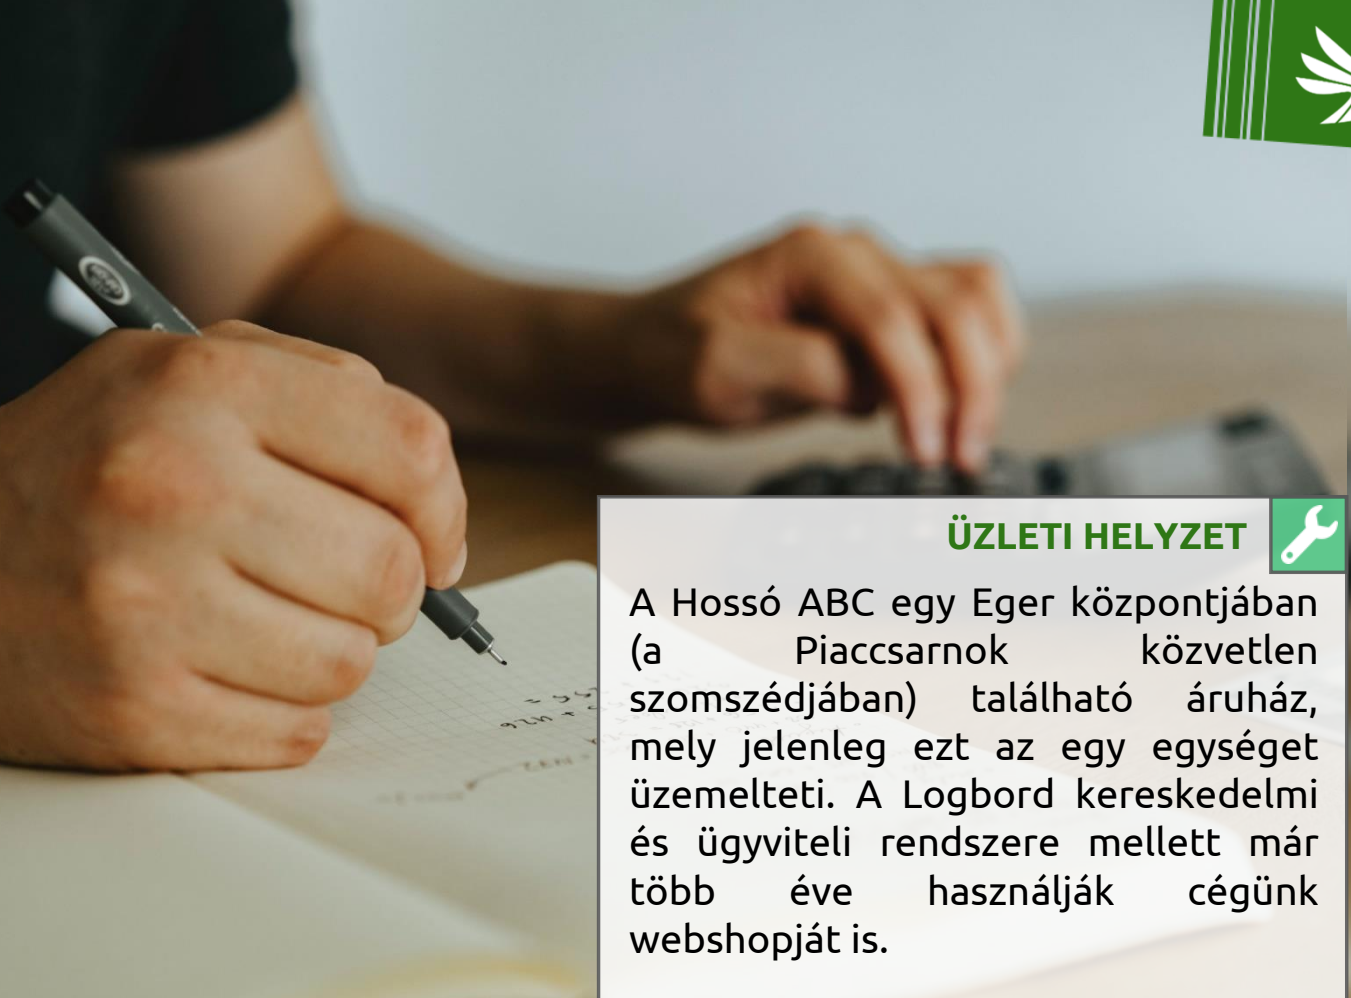 ÜZLETI HELYZET
A Hossó ABC egy Eger központjában
(a Piaccsarnok közvetlen
szomszédjában) található áruház,
mely jelenleg ezt az egy egységet
üzemelteti. A Logbord kereskedelmi
és ügyviteli rendszere mellett már
több éve használják cégünk
webshopját is.